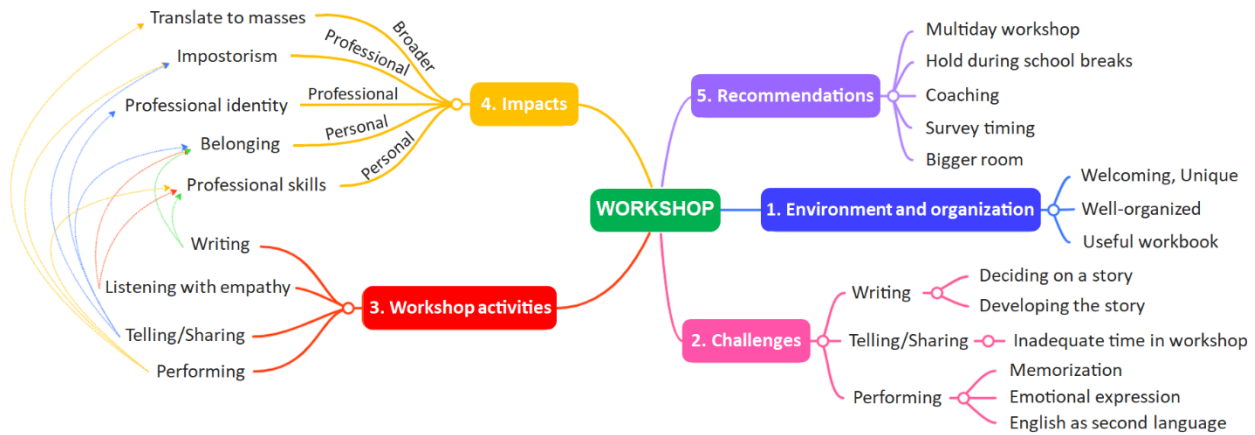 Translate to masses
Impostorism
Professional identity
Belonging
Professional skills
Broader
Professional
Professional
Personal
Personal
4. Impacts
Writing
Listening with empathy
Telling/Sharing
Performing
3. Workshop activities
WORKSHOP
5. Recommendations
Multiday workshop
Hold during school breaks
Coaching
Survey timing
Bigger room
1. Environment and organization
Welcoming, Unique
Well-organized
Useful workbook
2. Challenges
Writing
Deciding on a story
Developing the story
Telling/Sharing
Inadequate time in workshop
Performing
Memorization
Emotional expression
English as second language